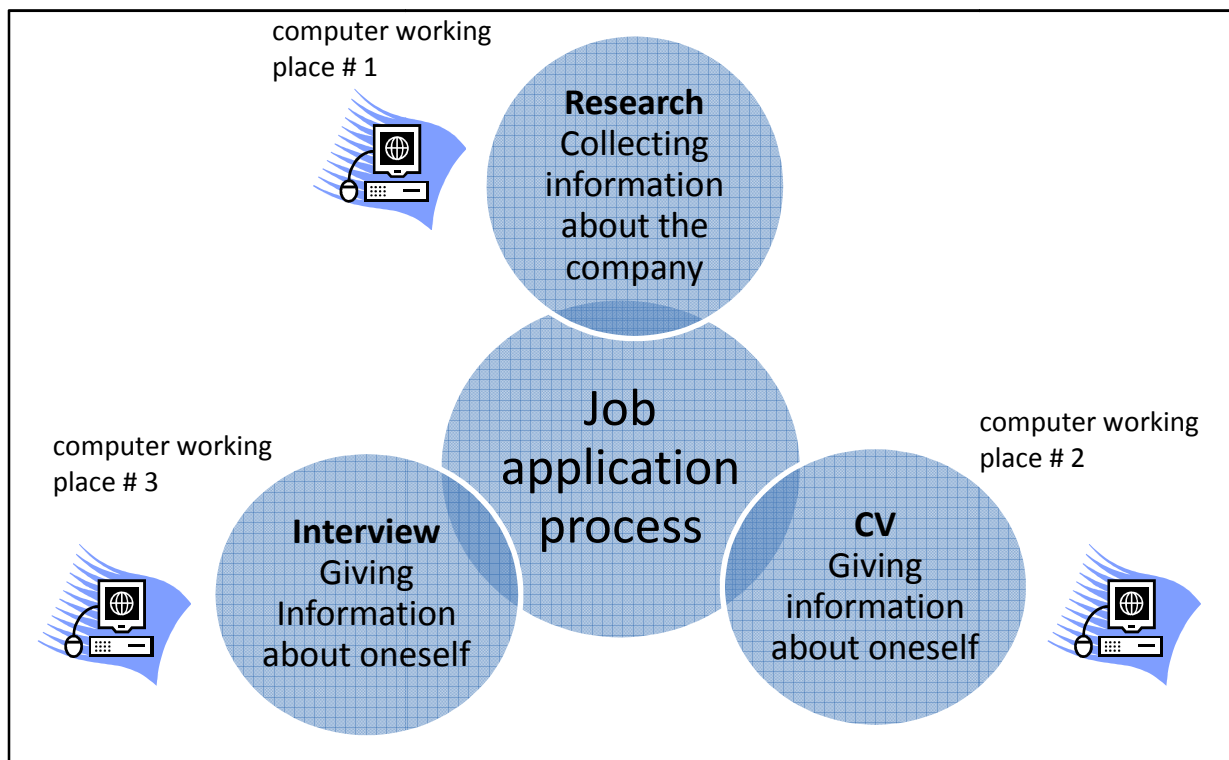 computer working
place # 1
Research
Collecting
information
about the
company
Job
application
process
computer working
place # 3
Interview
Giving
Information
about oneself
computer working
place # 2
CV
Giving
information
about oneself